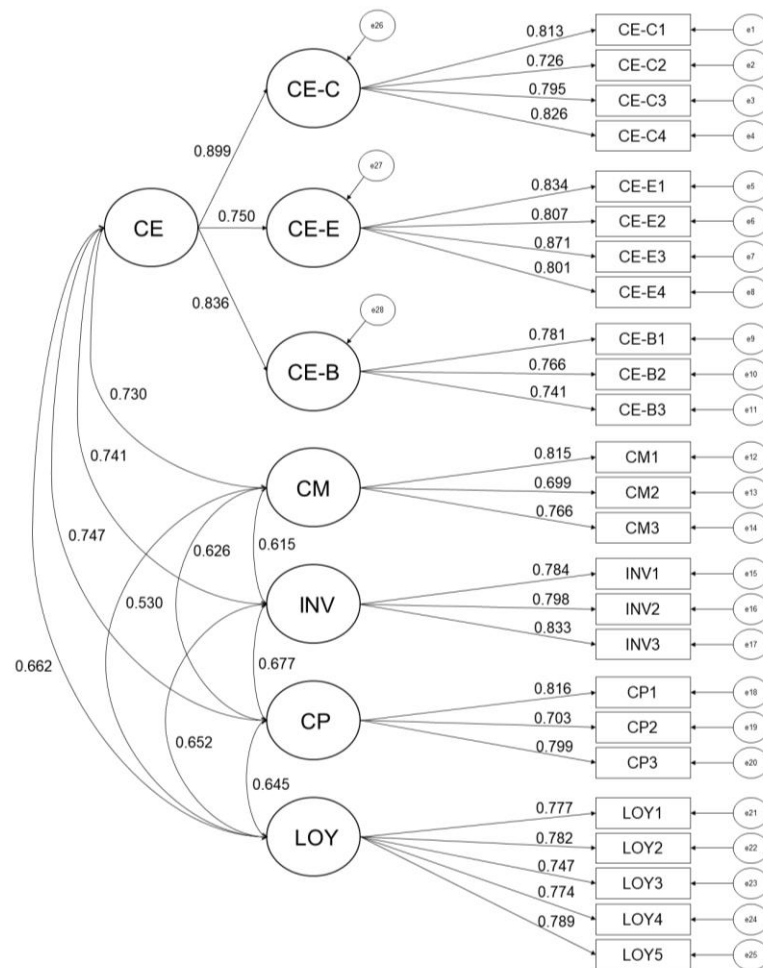 e26
CE-C
0.813
CE-C1
e1
0.726
CE-C2
e2
0.795
CE-C3
e3
0.826
CE-C4
e4
0.899
e27
CE
0.750
CE-E
0.834
CE-E1
e5
0.807
CE-E2
e6
0.871
CE-E3
e7
0.801
CE-E4
e8
0.836
e28
CE-B
0.781
CE-B1
e9
0.766
CE-B2
e10
0.741
CE-B3
e11
0.730
CM
0.815
CM1
e12
0.699
CM2
e13
0.766
CM3
e14
0.741
0.747
0.626
0.615
0.530
INV
0.784
INV1
e15
0.798
INV2
e16
0.833
INV3
e17
0.662
0.677
CP
0.816
CP1
e18
0.703
CP2
e19
0.799
CP3
e20
0.652
0.645
LOY
0.777
LOY1
e21
0.782
LOY2
e22
0.747
LOY3
e23
0.774
LOY4
e24
0.789
LOY5
e25